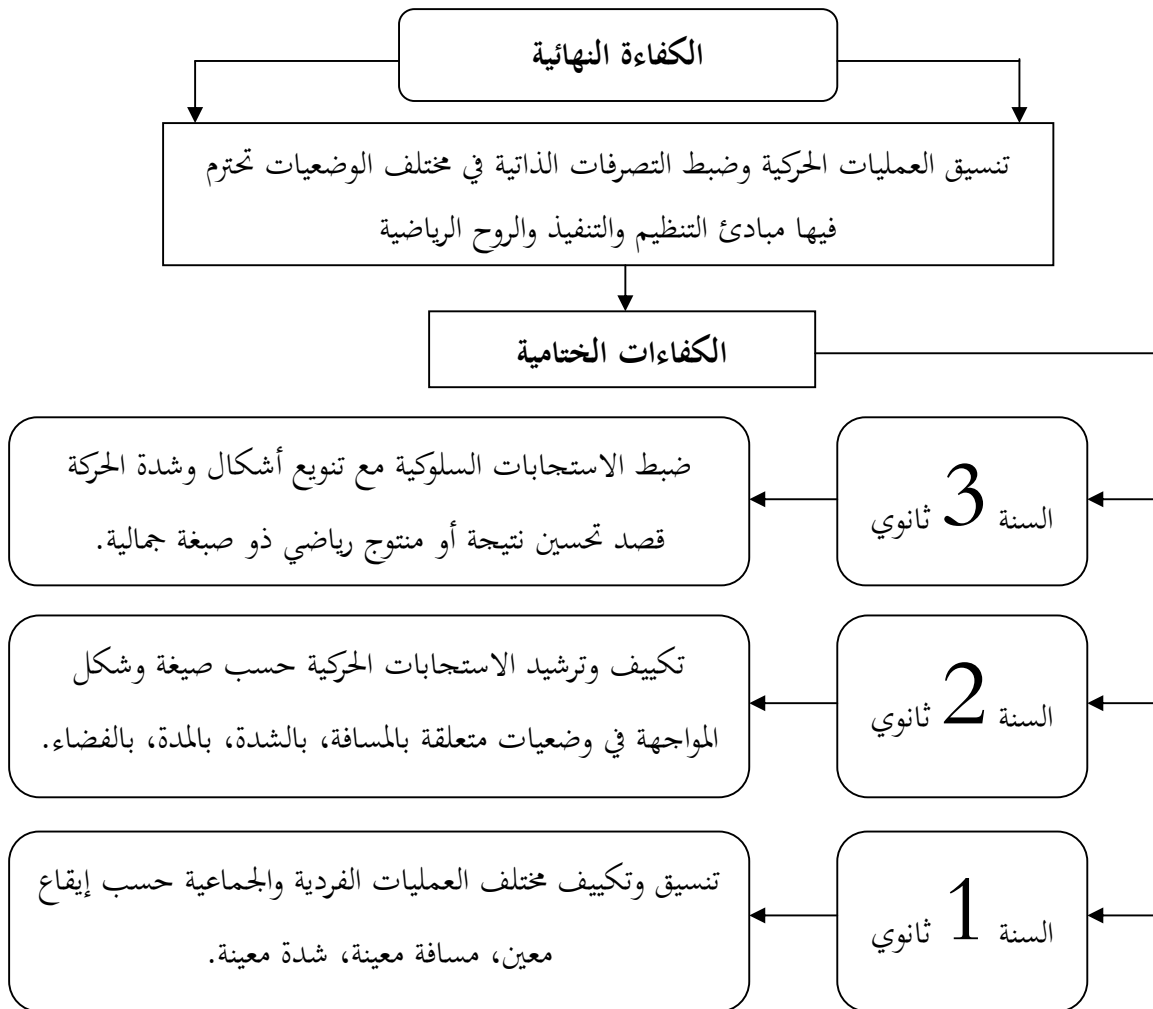 الكفاءة النهائية
تنسيق العمليات الحركية وضبط التصرفات الذاتية في مختلف الوضعيات تحترم
فيها مبادئ التنظيم والتنفيذ والروح الرياضية
الكفاءات الختامية
السنة 3 ثانوي
ضبط الاستجابات السلوكية مع تنويع أشكال وشدة الحركة
قصد تحسين نتيجة أو منتوج رياضي ذو صبغة جمالية.
السنة 2 ثانوي
تكييف وترشيد الاستجابات الحركية حسب صيغة وشكل
المواجهة في وضعيات متعلقة بالمسافة، بالشدة، بالمدة، بالفضاء.
السنة 1 ثانوي
تنسيق وتكييف مختلف العمليات الفردية والجماعية حسب إيقاع
معين، مسافة معينة، شدة معينة.